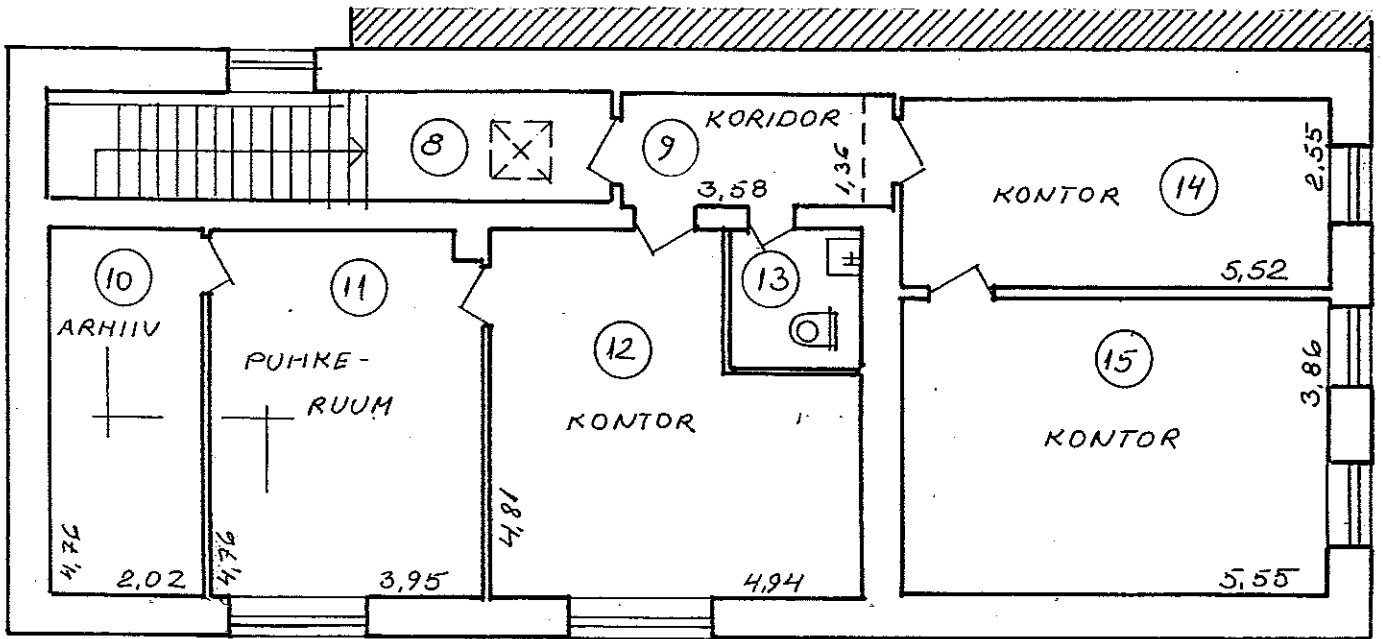 8
9
KORIDOR
3,58
1,36
KONTOR
14
2,55
5,52
10
ARHIIV
4,76
2,02
11
PUHKE-
RUUM
4,76
3,95
12
KONTOR
4,81
4,94
13
15
KONTOR
3,86
5,55